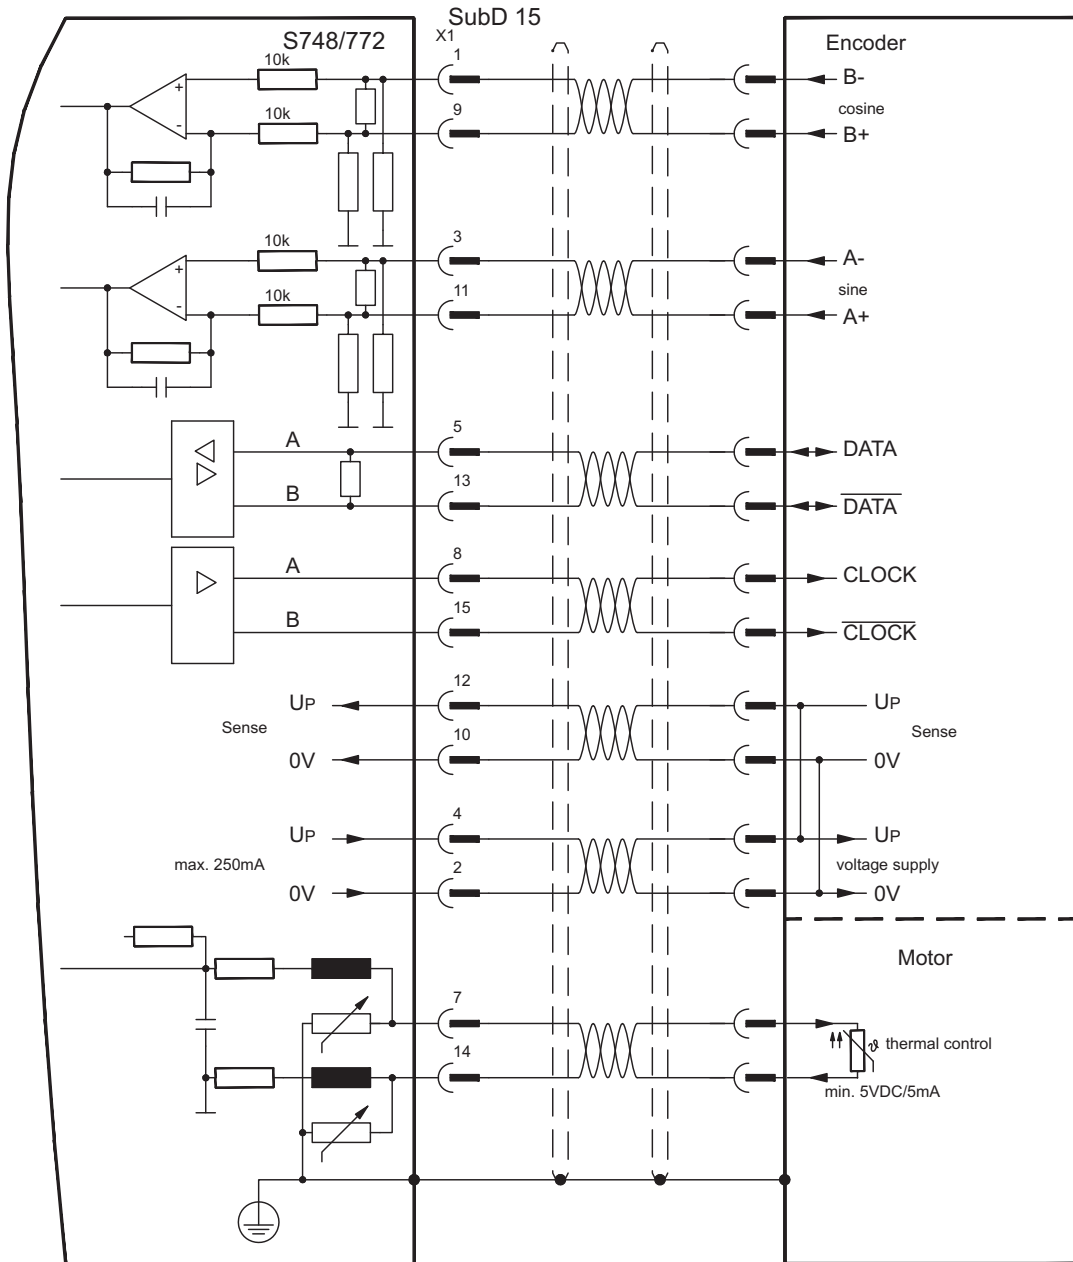 SubD 15
S748/772
X1
Encoder
10k
1
B-
cosine
10k
9
B+
+
-
10k
3
A-
sine
10k
11
A+
+
-
A
5
DATA
B
13
DATA
A
8
CLOCK
B
15
CLOCK
UP
12
UP
Sense
Sense
0V
10
0V
UP
4
UP
max. 250mA
voltage supply
0V
2
0V
Motor
7
ϑ thermal control
14
min. 5VDC/5mA